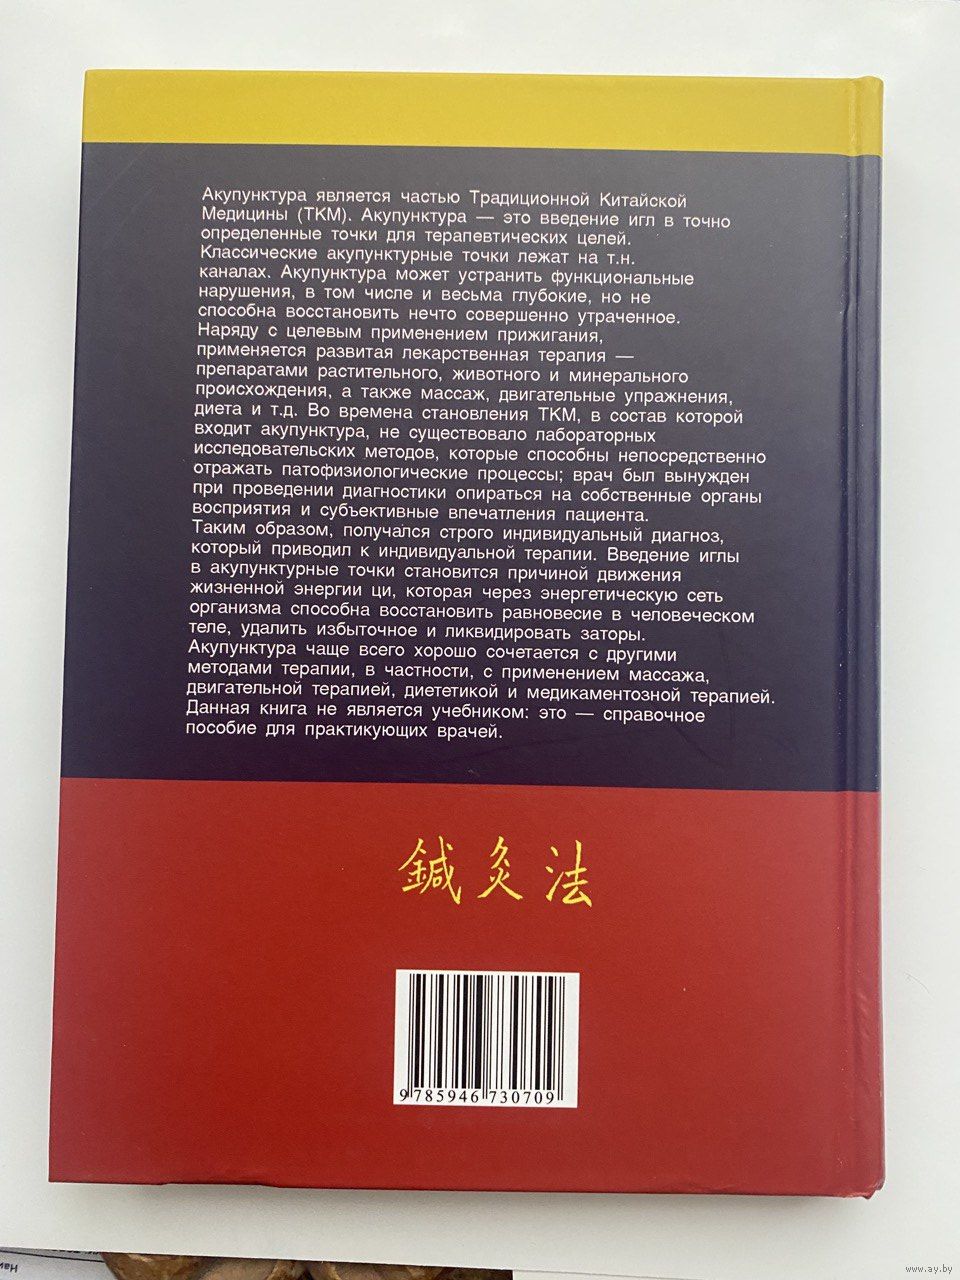 Акупунктура является частью Традиционной Китайской
Медицины (ТКМ). Акупунктура — это введение игл в точно
определенные точки для терапевтических целей.
Классические акупунктурные точки лежат на т.н.
каналах. Акупунктура может устранить функциональные
нарушения, в том числе и весьма глубокие, но не
способна восстановить нечто совершенно утраченное.
Наряду с целевым применением прижигания,
применяется развитая лекарственная терапия —
препаратами растительного, животного и минерального
происхождения, а также массаж, двигательные упражнения,
диета и т.д. Во времена становления ТКМ, в состав которой
входит акупунктура, не существовало лабораторных
исследовательских методов, которые способны непосредственно
отражать патофизиологические процессы; врач был вынужден
при проведении диагностики опираться на собственные органы
восприятия и субъективные впечатления пациента.
Таким образом, получался строго индивидуальный диагноз,
который приводил к индивидуальной терапии. Введение иглы
в акупунктурные точки становится причиной движения
жизненной энергии ци, которая через энергетическую сеть
организма способна восстановить равновесие в человеческом
теле, удалить избыточное и ликвидировать заторы.
Акупунктура чаще всего хорошо сочетается с другими
методами терапии, в частности, с применением массажа,
двигательной терапией, диететикой и медикаментозной терапией.
Данная книга не является учебником: это — справочное
пособие для практикующих врачей.
鍼灸法
9 785946 730709
www.ay.by